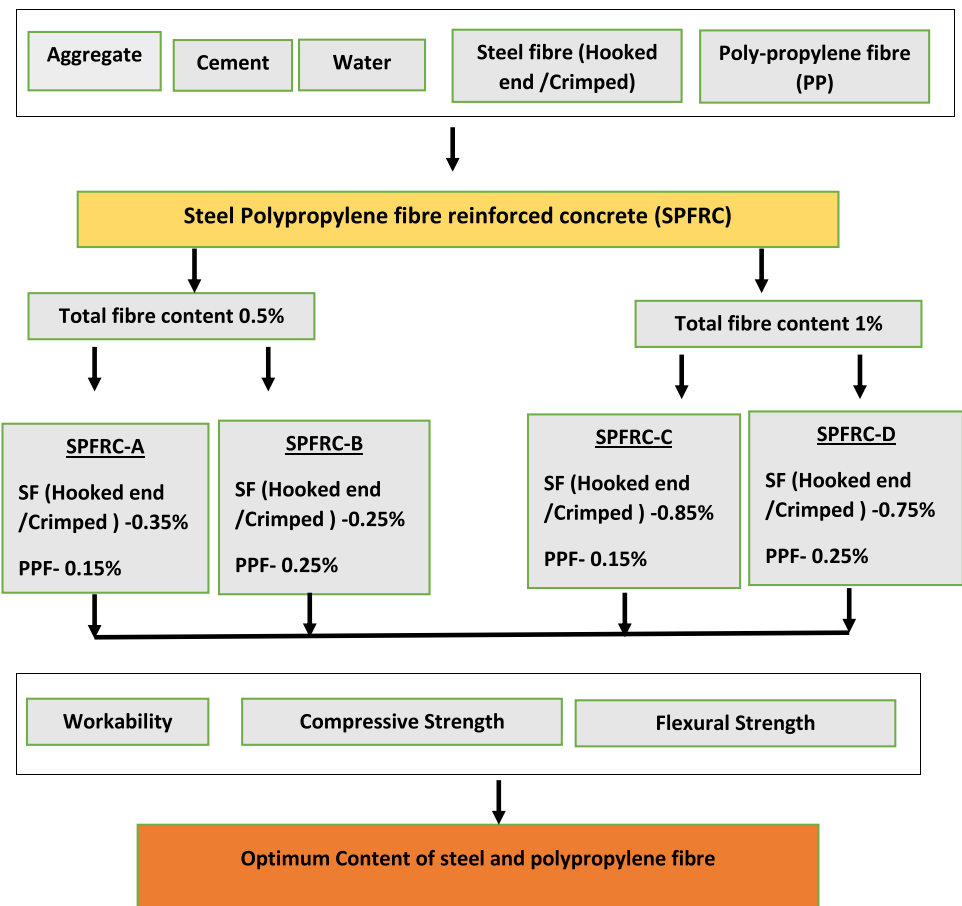 Aggregate
Cement
Water
Steel fibre (Hooked
end /Crimped)
Poly-propylene fibre
(PP)
Steel Polypropylene fibre reinforced concrete (SPFRC)
Total fibre content 0.5%
Total fibre content 1%
SPFRC-A
SF (Hooked end
/Crimped ) -0.35%
PPF- 0.15%
SPFRC-B
SF (Hooked end
/Crimped ) -0.25%
PPF- 0.25%
SPFRC-C
SF (Hooked end
/Crimped ) -0.85%
PPF- 0.15%
SPFRC-D
SF (Hooked end
/Crimped ) -0.75%
PPF- 0.25%
Workability
Compressive Strength
Flexural Strength
Optimum Content of steel and polypropylene fibre